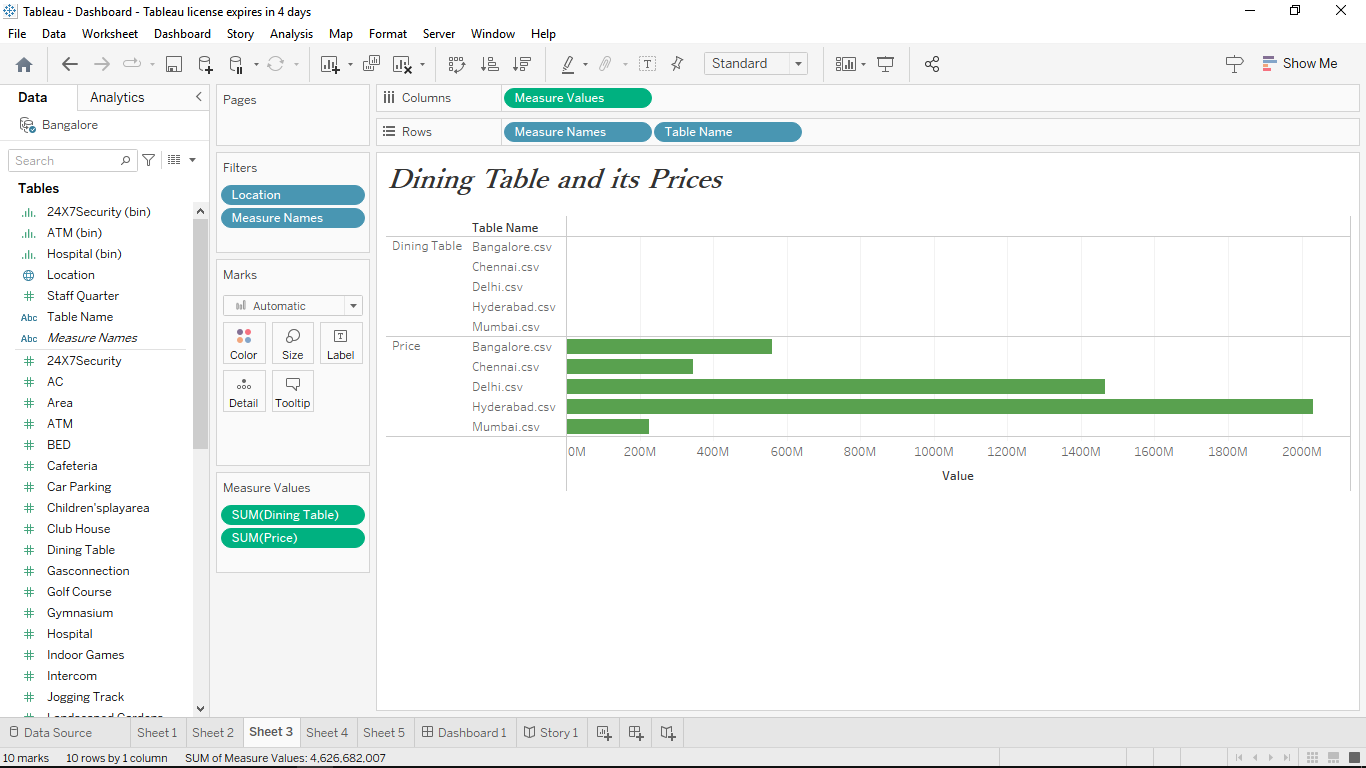 Tableau - Dashboard - Tableau license expires in 4 days
File Data Worksheet Dashboard Story Analysis Map Format Server Window Help
Standard
Show Me
Data Analytics
Bangalore
Search
Tables
24X7Security (bin)
ATM (bin)
Hospital (bin)
Location
Staff Quarter
Abc Table Name
Abc Measure Names
24X7Security
AC
Area
ATM
BED
Cafeteria
Car Parking
Children'splayarea
Club House
Dining Table
Gasconnection
Golf Course
Gymnasium
Hospital
Indoor Games
Intercom
Jogging Track
Pages
Filters
Location
Measure Names
Marks
Automatic
Color Size Label
Detail Tooltip
Measure Values
SUM(Dining Table)
SUM(Price)
Columns Measure Values
Rows Measure Names Table Name
Dining Table and its Prices
Table Name
Dining Table Bangalore.csv
Chennai.csv
Delhi.csv
Hyderabad.csv
Mumbai.csv
Price Bangalore.csv
Chennai.csv
Delhi.csv
Hyderabad.csv
Mumbai.csv
0M 200M 400M 600M 800M 1000M 1200M 1400M 1600M 1800M 2000M
Value
Data Source Sheet 1 Sheet 2 Sheet 3 Sheet 4 Sheet 5 Dashboard 1 Story 1
10 marks 10 rows by 1 column SUM of Measure Values: 4,626,682,007